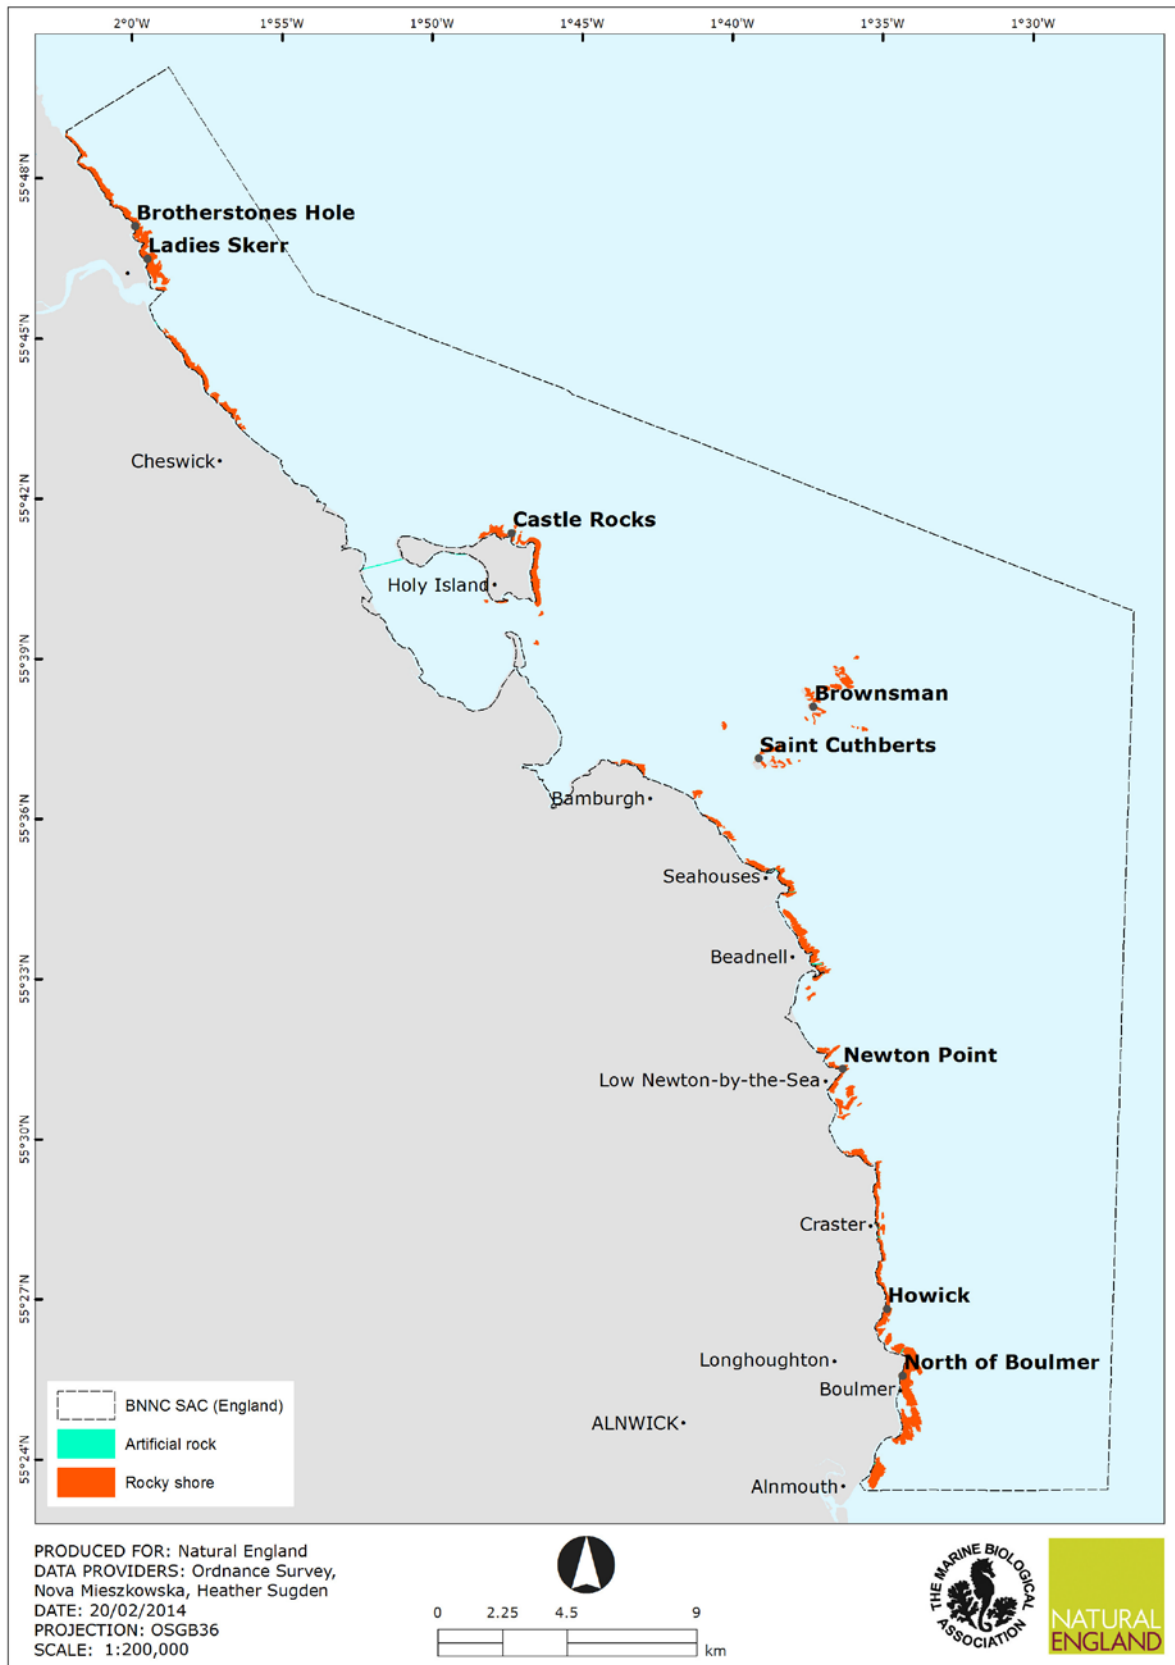 2°0'W 1°55'W 1°50'W 1°45'W 1°40'W 1°35'W 1°30'W
55°48'N
Brotherstones Hole
Ladies Skerr
55°45'N
Cheswick
55°42'N
Castle Rocks
Holy Island
55°39'N
Brownsman
Saint Cuthberts
Bamburgh
55°36'N
Seahouses
Beadnell
55°33'N
Newton Point
Low Newton-by-the-Sea
55°30'N
Craster
55°27'N
Howick
Longhoughton
North of Boulmer
Boulmer
ALNWICK
55°24'N
Alnmouth
BNNC SAC (England)
Artificial rock
Rocky shore
PRODUCED FOR: Natural England
DATA PROVIDERS: Ordnance Survey,
Nova Mieszkowska, Heather Sugden
DATE: 20/02/2014
PROJECTION: OSGB36
SCALE: 1:200,000
0 2.25 4.5 9
km
THE MARINE BIOLOGICAL
ASSOCIATION
NATURAL
ENGLAND